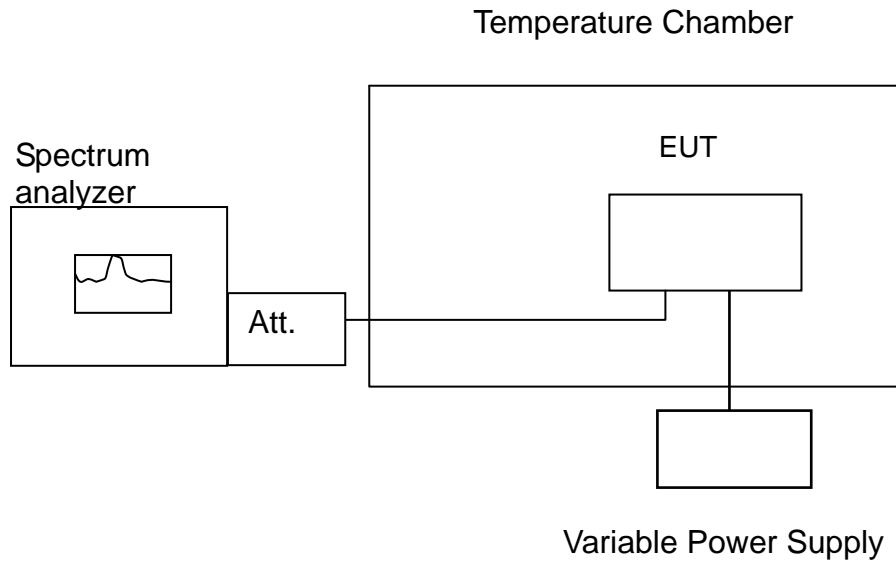 Temperature Chamber
EUT
Spectrum
analyzer
Att.
Variable Power Supply